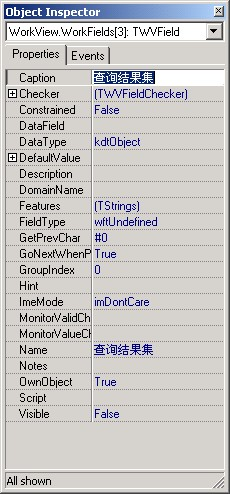 Object Inspector
WorkView.WorkFields[3]: TWVField
Properties Events
Caption 查询结果集
Checker (TWVFieldChecker)
Constrained False
DataField
DataType kdtObject
DefaultValue
Description
DomainName
Features (TStrings)
FieldType wftUndefined
GetPrevChar #0
GoNextWhenP True
GroupIndex 0
Hint
ImeMode imDontCare
MonitorValidCh
MonitorValueCh
Name 查询结果集
Notes
OwnObject True
Script
Visible False
All shown